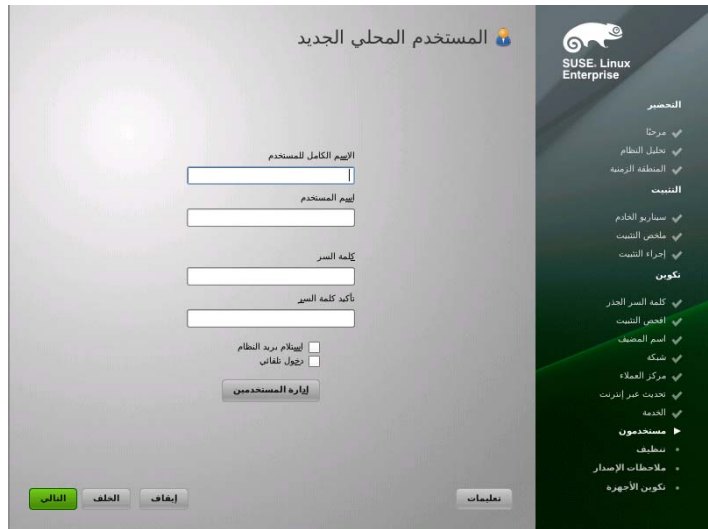 المستخدم المحلي الجديد
الاسم الكامل للمستخدم
اسم المستخدم
كلمة السر
تأكيد كلمة السر
استلام بريد النظام
دخول تلقائي
إدارة المستخدمين
تعليمات
إيقاف
الخلف
التالي
SUSE. Linux
Enterprise
التحضير
مرحبًا
تحليل النظام
المنطقة الزمنية
التثبيت
سيناريو الخادم
ملخص التثبيت
إجراء التثبيت
تكوين
كلمة السر الجذر
افحص التثبيت
اسم المضيف
شبكة
مركز العملاء
تحديث عبر إنترنت
الخدمة
مستخدمون
تنظيف
ملاحظات الإصدار
تكوين الأجهزة